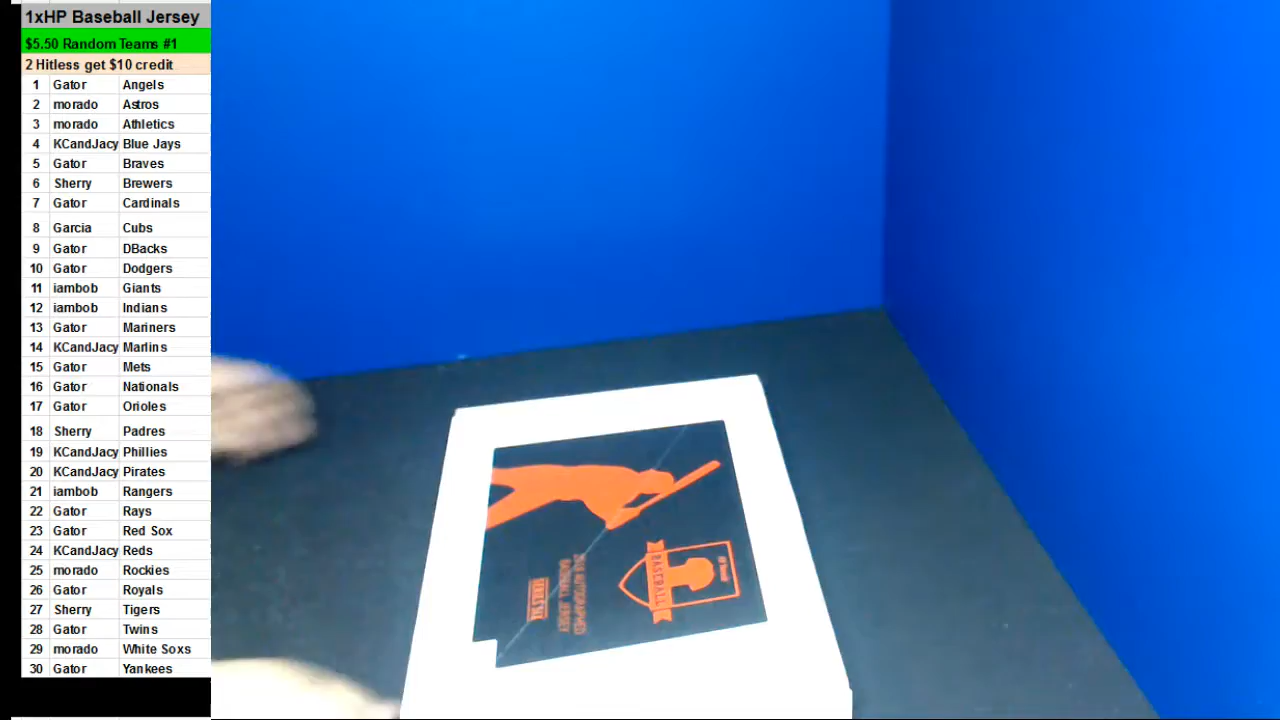 1xHP Baseball Jersey
$5.50 Random Teams #1
2 Hitless get $10 credit
1 Gator Angels
2 morado Astros
3 morado Athletics
4 KCandJacy Blue Jays
5 Gator Braves
6 Sherry Brewers
7 Gator Cardinals
8 Garcia Cubs
9 Gator DBacks
10 Gator Dodgers
11 iambob Giants
12 iambob Indians
13 Gator Mariners
14 KCandJacy Marlins
15 Gator Mets
16 Gator Nationals
17 Gator Orioles
18 Sherry Padres
19 KCandJacy Phillies
20 KCandJacy Pirates
21 iambob Rangers
22 Gator Rays
23 Gator Red Sox
24 KCandJacy Reds
25 morado Rockies
26 Gator Royals
27 Sherry Tigers
28 Gator Twins
29 morado White Soxs
30 Gator Yankees
BASEBALL
AUTOGRAPHED
BASEBALL JERSEY